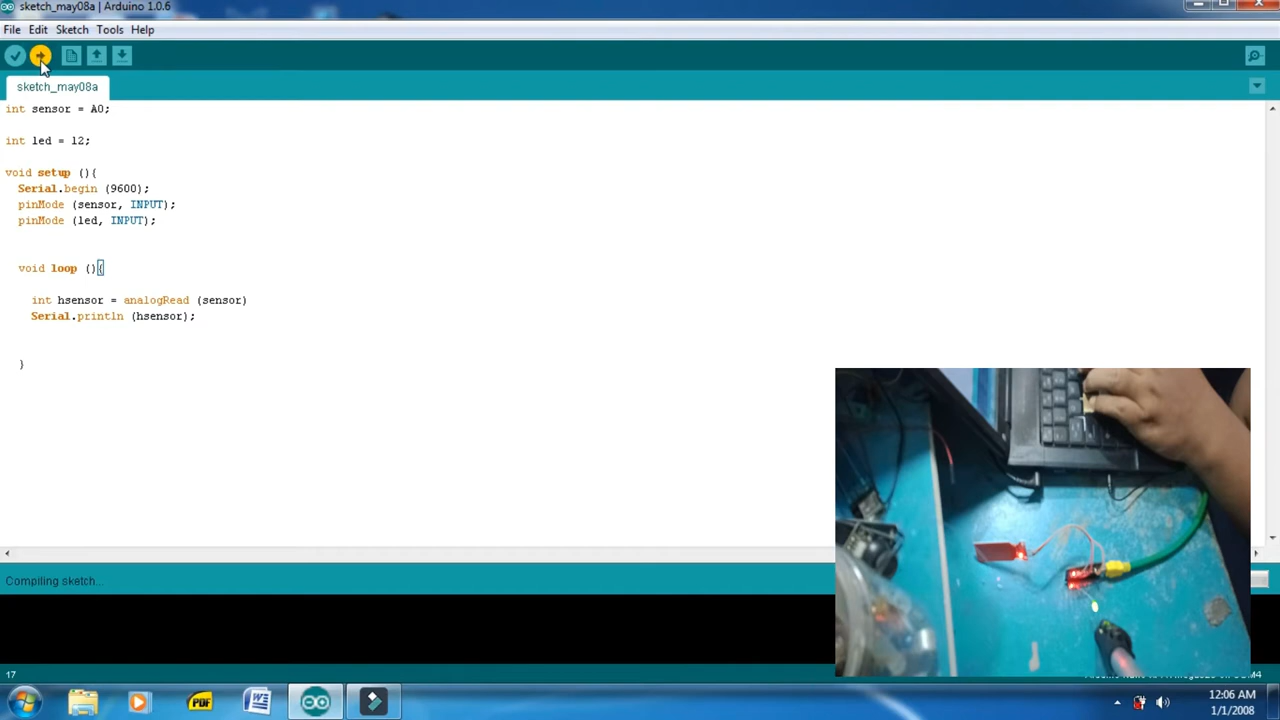 sketch_may08a | Arduino 1.0.6
File Edit Sketch Tools Help
sketch_may08a
int sensor = A0;
int led = 12;
void setup (){
Serial.begin (9600);
pinMode (sensor, INPUT);
pinMode (led, INPUT);
void loop (){
int hsensor = analogRead (sensor)
Serial.println (hsensor);
}
Compiling sketch...
17
PDF
W
12:06 AM
1/1/2008